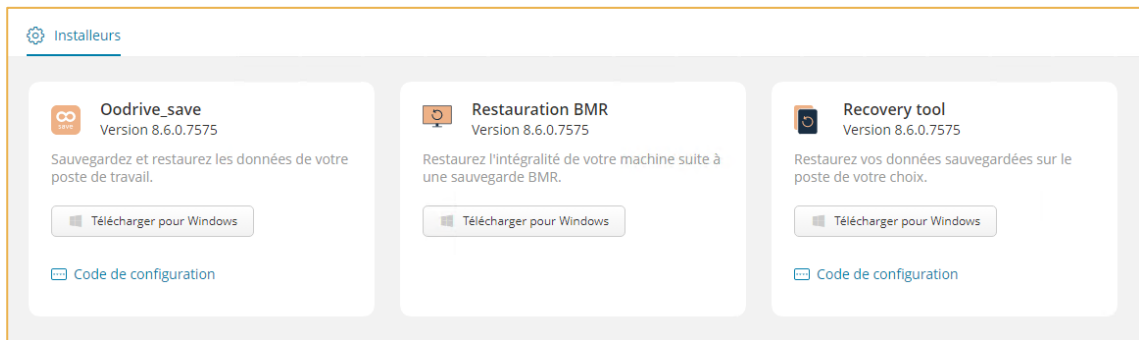 Installeurs
Oodrive_save
Version 8.6.0.7575
Sauvegardez et restaurez les données de votre
poste de travail.
Télécharger pour Windows
Code de configuration
Restauration BMR
Version 8.6.0.7575
Restaurez l'intégralité de votre machine suite à
une sauvegarde BMR.
Télécharger pour Windows
Recovery tool
Version 8.6.0.7575
Restaurez vos données sauvegardées sur le
poste de votre choix.
Télécharger pour Windows
Code de configuration
save